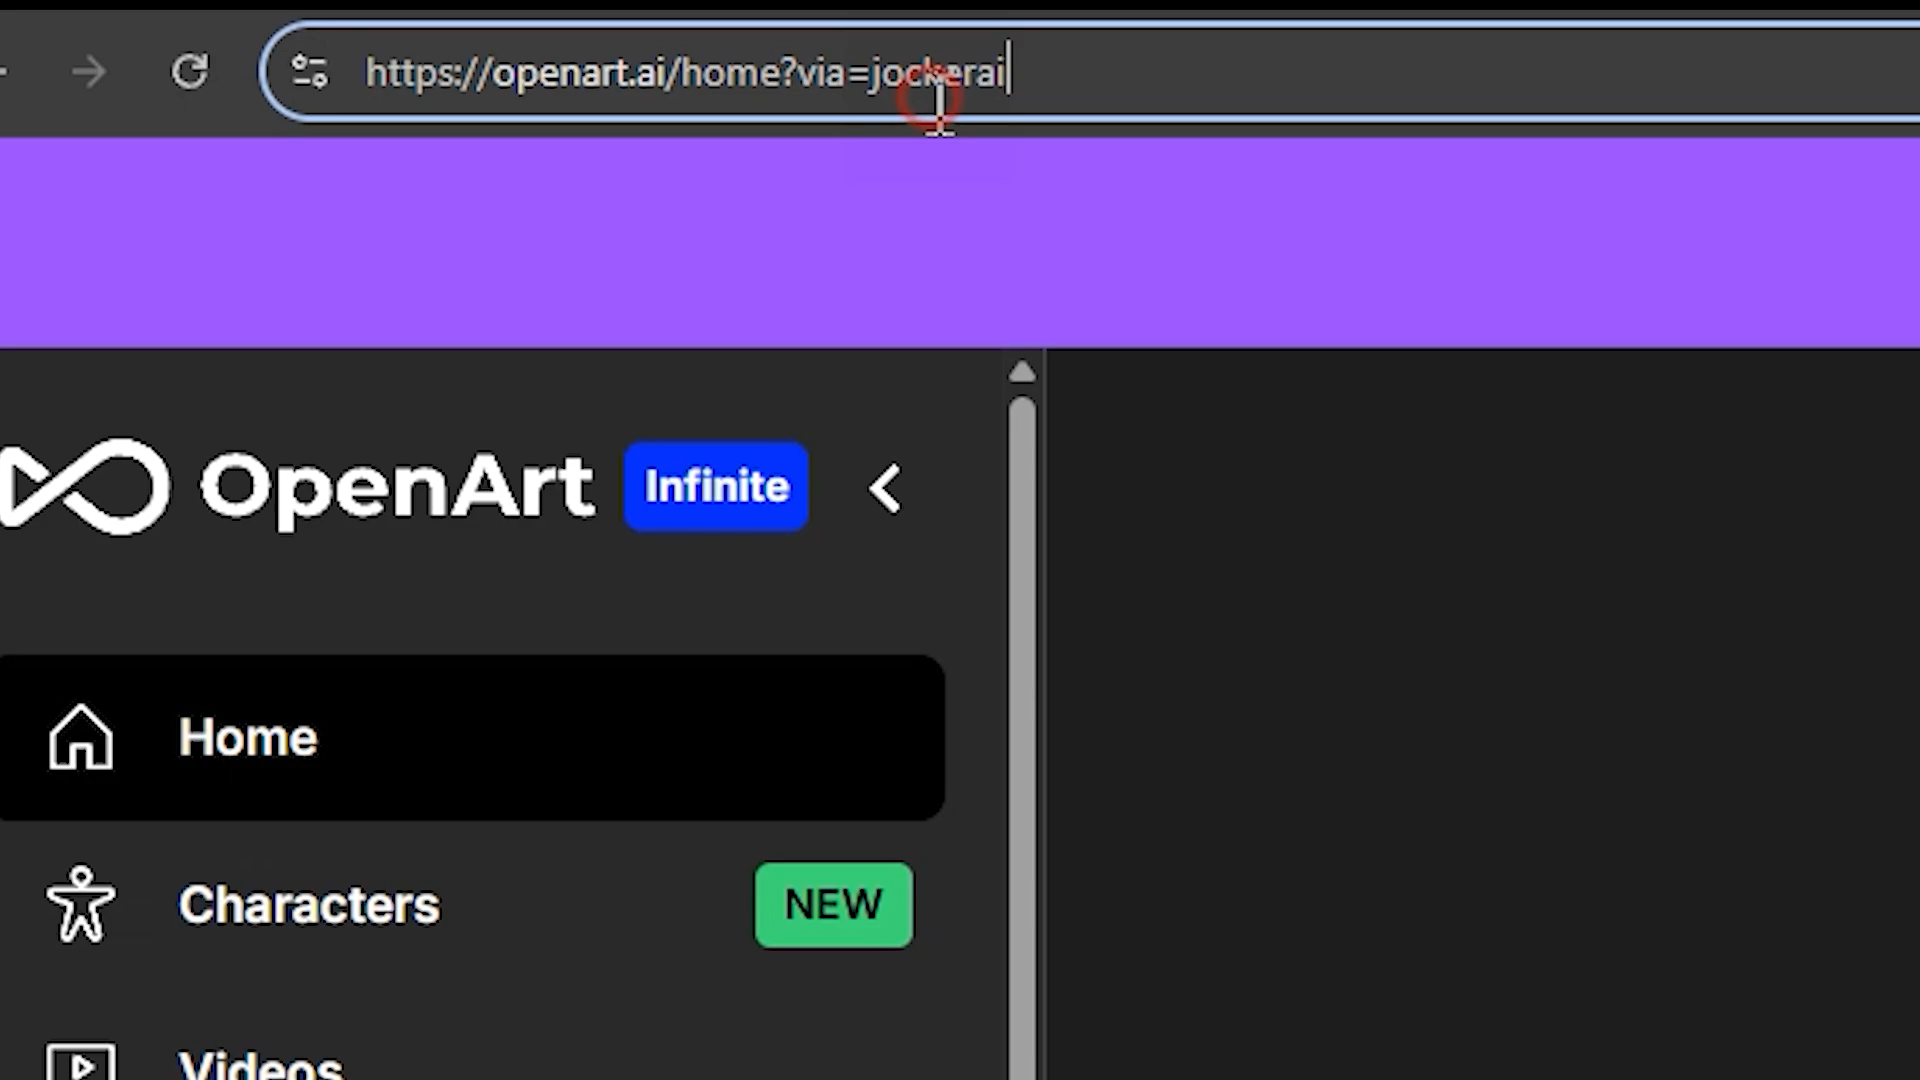 https://openart.ai/home?via=jockerai
OpenArt Infinite
Home
Characters NEW
Videos